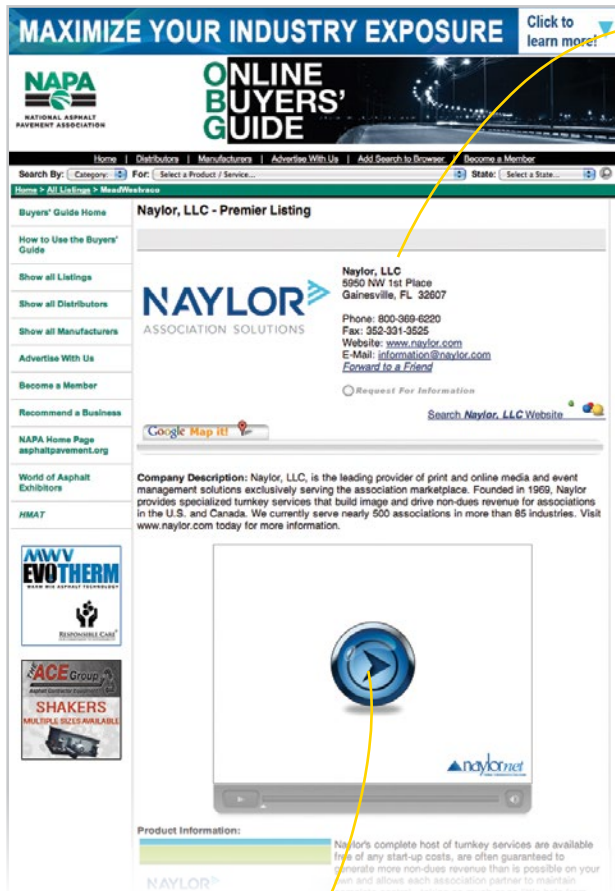 MAXIMIZE YOUR INDUSTRY EXPOSURE
Click to
learn more!
NAPA
NATIONAL ASPHALT
PAVEMENT ASSOCIATION
ONLINE
BUYERS'
GUIDE
Home | Distributors | Manufacturers | Advertise With Us | Add Search to Browser | Become a Member
Search By: Category: For: Select a Product / Service... State: Select a State...
Home > All Listings > MeadWestvaco
Buyers' Guide Home
How to Use the Buyers'
Guide
Show all Listings
Show all Distributors
Show all Manufacturers
Advertise With Us
Become a Member
Recommend a Business
NAPA Home Page
asphaltpavement.org
World of Asphalt
Exhibitors
HMAT
MWV
EVOTHERM
WARM MIX ASPHALT TECHNOLOGY
RESPONSIBLE CARE®
THE ACE Group
Asphalt Contractor Equipment
SHAKERS
MULTIPLE SIZES AVAILABLE
Naylor, LLC - Premier Listing
NAYLOR
ASSOCIATION SOLUTIONS
Naylor, LLC
5950 NW 1st Place
Gainesville, FL 32607
Phone: 800-369-6220
Fax: 352-331-3525
Website: www.naylor.com
E-Mail: information@naylor.com
Forward to a Friend
Request For Information
Search Naylor, LLC Website
Google Map it!
Company Description: Naylor, LLC, is the leading provider of print and online media and event
management solutions exclusively serving the association marketplace. Founded in 1969, Naylor
provides specialized turnkey services that build image and drive non-dues revenue for associations
in the U.S. and Canada. We currently serve nearly 500 associations in more than 85 industries. Visit
www.naylor.com today for more information.
naylornet
Product Information:
NAYLOR
Naylor's complete host of turnkey services are available
free of any start-up costs, are often guaranteed to
generate more non-dues revenue than is possible on your
own and allows each association partner to maintain